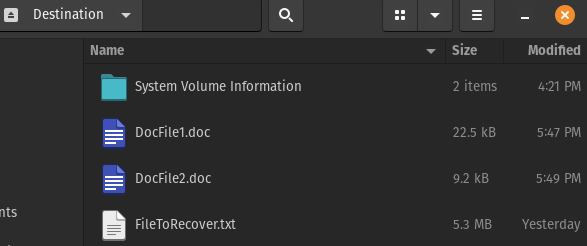 Destination
Name Size Modified
System Volume Information 2 items 4:21 PM
DocFile1.doc 22.5 kB 5:47 PM
DocFile2.doc 9.2 kB 5:49 PM
nts
FileToRecover.txt 5.3 MB Yesterday